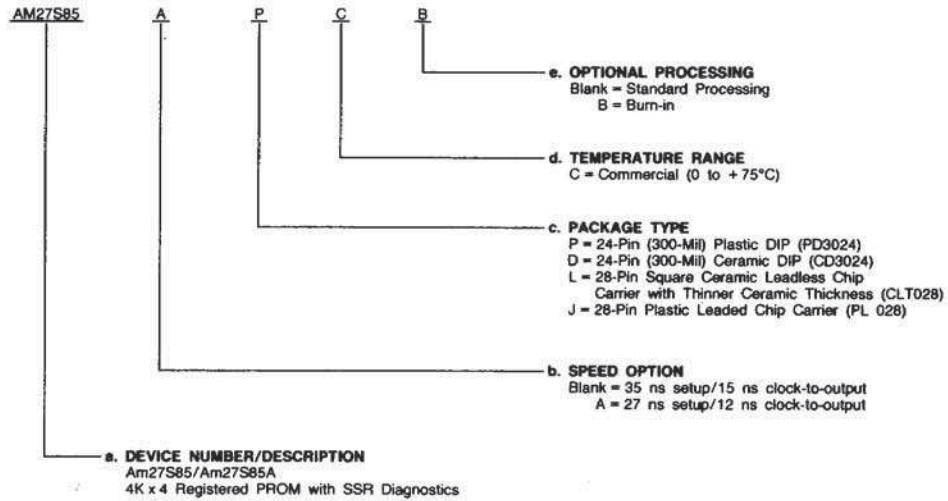 AM27S85 A P C B
e. OPTIONAL PROCESSING
Blank = Standard Processing
B = Burn-in
d. TEMPERATURE RANGE
C = Commercial (0 to +75°C)
c. PACKAGE TYPE
P = 24-Pin (300-Mil) Plastic DIP (PD3024)
D = 24-Pin (300-Mil) Ceramic DIP (CD3024)
L = 28-Pin Square Ceramic Leadless Chip
Carrier with Thinner Ceramic Thickness (CLT028)
J = 28-Pin Plastic Leaded Chip Carrier (PL 028)
b. SPEED OPTION
Blank = 35 ns setup/15 ns clock-to-output
A = 27 ns setup/12 ns clock-to-output
a. DEVICE NUMBER/DESCRIPTION
Am27S85/Am27S85A
4K x 4 Registered PROM with SSR Diagnostics